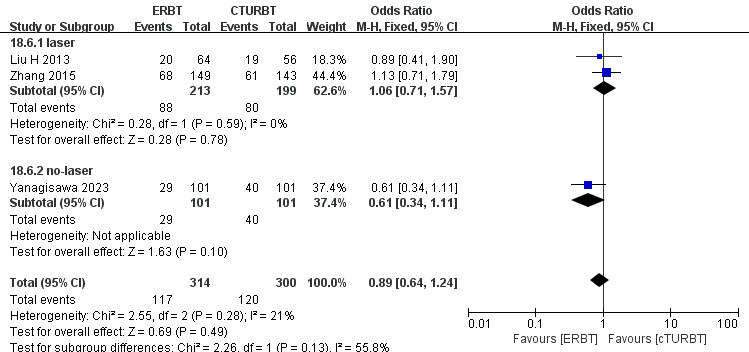 ERBT CTURBT Odds Ratio Odds Ratio
Study or Subgroup Events Total Events Total Weight M-H, Fixed, 95% CI M-H, Fixed, 95% CI
18.6.1 laser
Liu H 2013 20 64 19 56 18.3% 0.89 [0.41, 1.90]
Zhang 2015 68 149 61 143 44.4% 1.13 [0.71, 1.79]
Subtotal (95% CI) 213 199 62.6% 1.06 [0.71, 1.57]
Total events 88 80
Heterogeneity: Chi² = 0.28, df = 1 (P = 0.59); I² = 0%
Test for overall effect: Z = 0.28 (P = 0.78)
18.6.2 no-laser
Yanagisawa 2023 29 101 40 101 37.4% 0.61 [0.34, 1.11]
Subtotal (95% CI) 101 101 37.4% 0.61 [0.34, 1.11]
Total events 29 40
Heterogeneity: Not applicable
Test for overall effect: Z = 1.63 (P = 0.10)
Total (95% CI) 314 300 100.0% 0.89 [0.64, 1.24]
Total events 117 120
Heterogeneity: Chi² = 2.55, df = 2 (P = 0.28); I² = 21%
Test for overall effect: Z = 0.69 (P = 0.49)
Test for subgroup differences: Chi² = 2.26, df = 1 (P = 0.13), I² = 55.8%
0.01 0.1 1 10 100
Favours [ERBT] Favours [cTURBT]